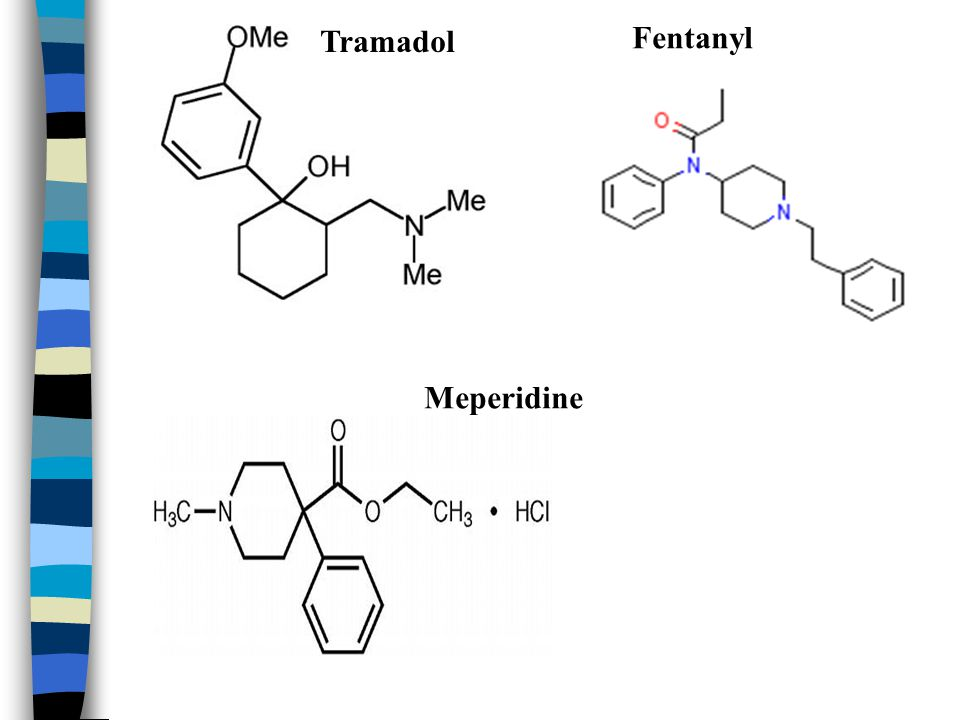 Tramadol
OMe
OH
N
Me
Me
Fentanyl
O
N
N
Meperidine
O
H₃C
N
O
CH₃ • HCl